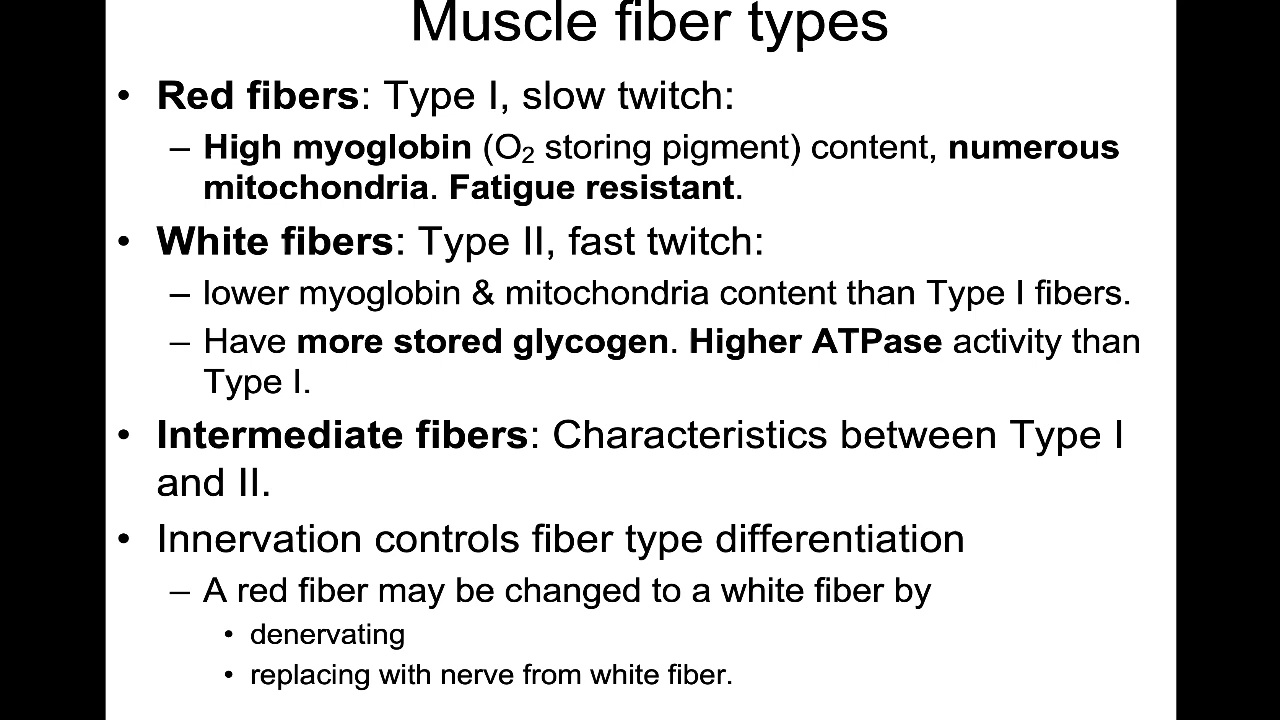 Muscle fiber types
• Red fibers: Type I, slow twitch:
– High myoglobin (O₂ storing pigment) content, numerous
mitochondria. Fatigue resistant.
• White fibers: Type II, fast twitch:
– lower myoglobin & mitochondria content than Type I fibers.
– Have more stored glycogen. Higher ATPase activity than
Type I.
• Intermediate fibers: Characteristics between Type I
and II.
• Innervation controls fiber type differentiation
– A red fiber may be changed to a white fiber by
• denervating
• replacing with nerve from white fiber.